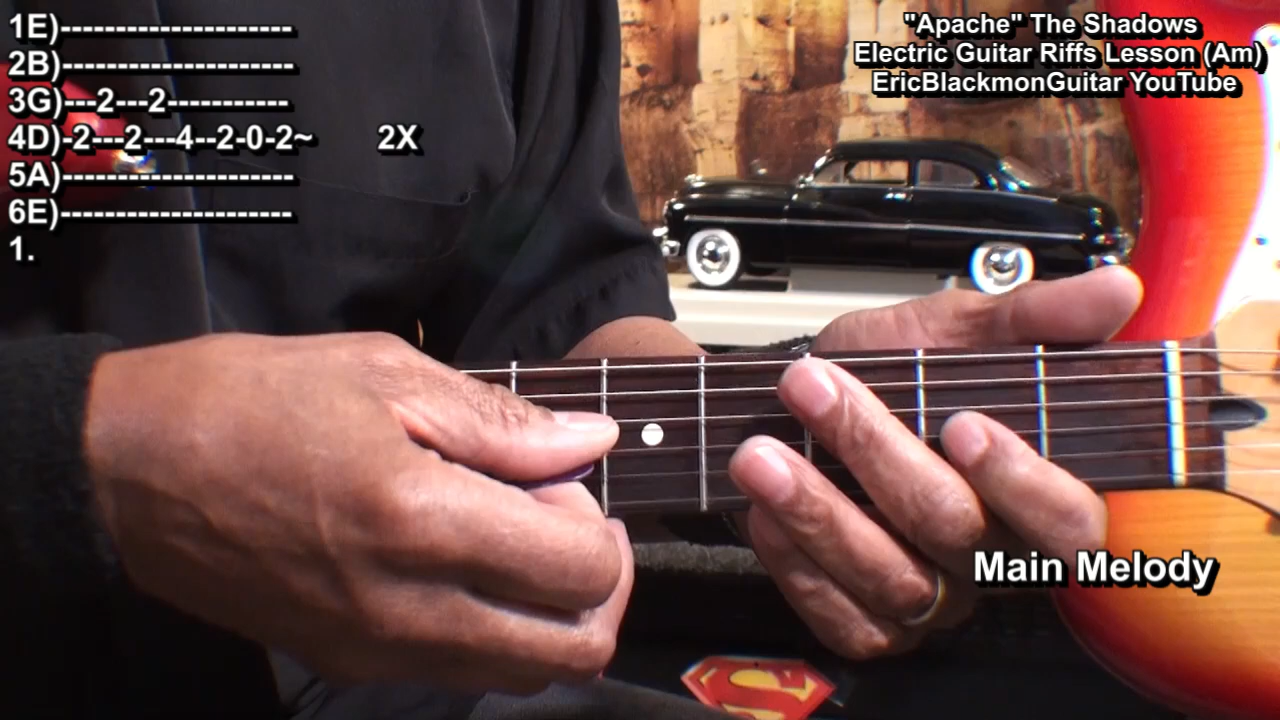 1E)---------------------
2B)---------------------
3G)---2---2-----------
4D)-2---2---4--2-0-2~ 2X
5A)---------------------
6E)---------------------
1.
"Apache" The Shadows
Electric Guitar Riffs Lesson (Am)
EricBlackmonGuitar YouTube
Main Melody
S